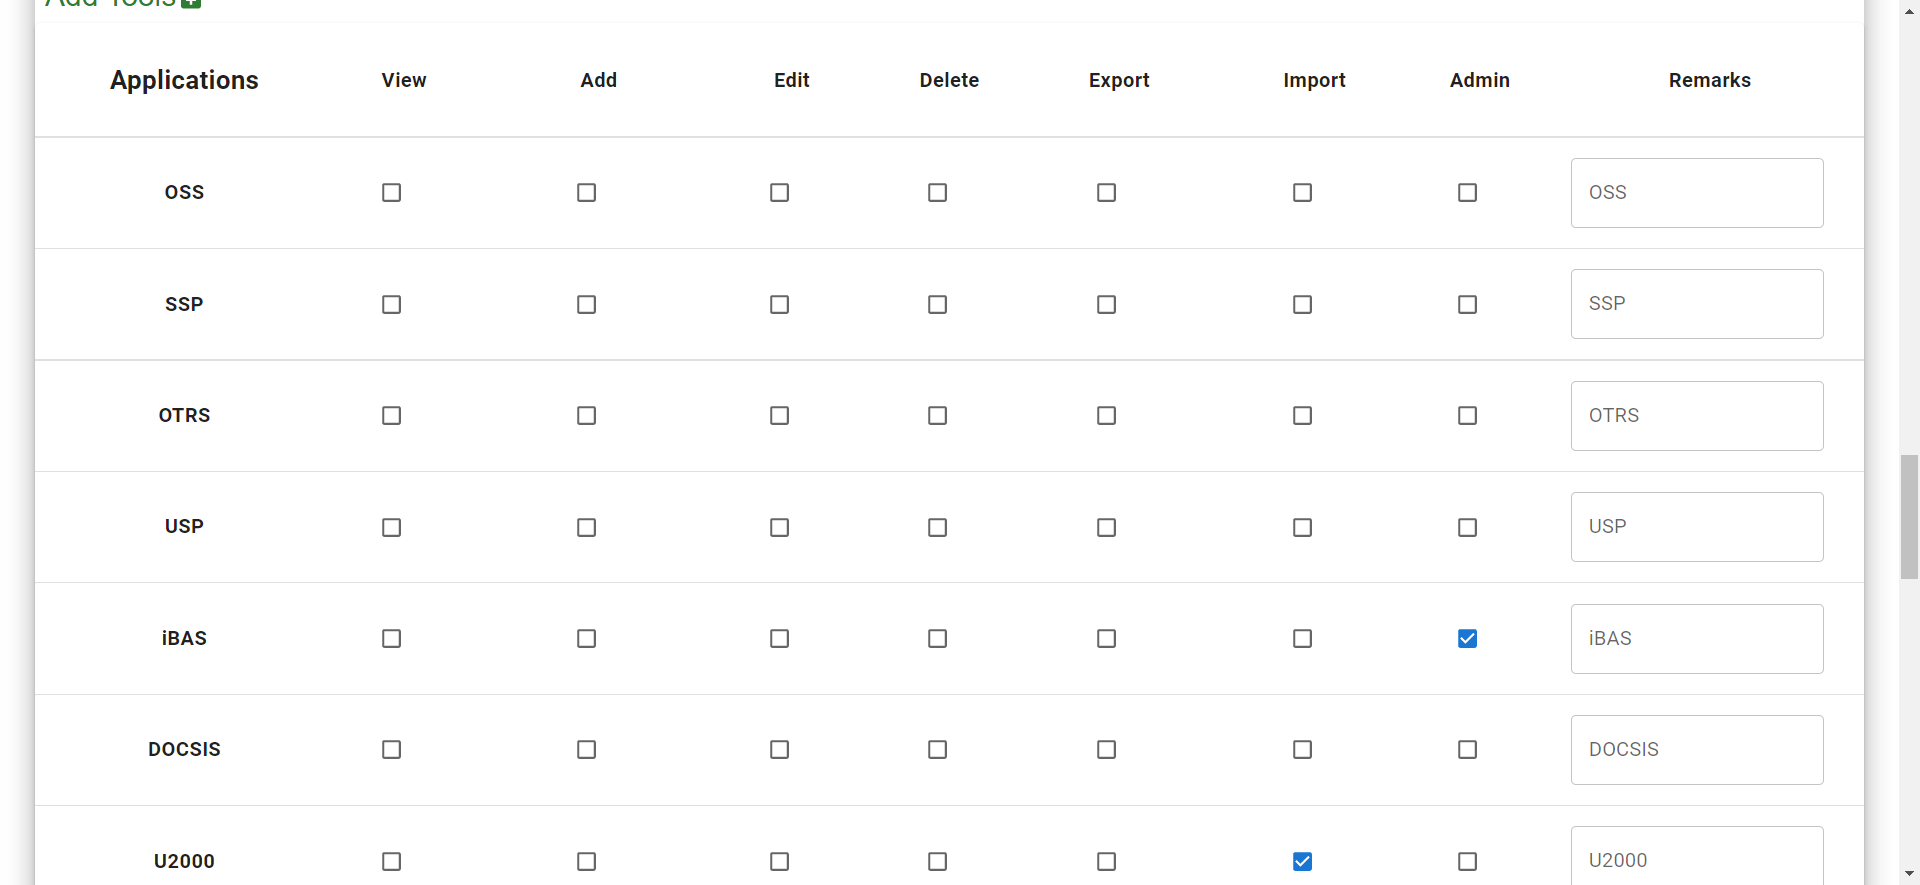 Add Tools
Applications View Add Edit Delete Export Import Admin Remarks
OSS OSS
SSP SSP
OTRS OTRS
USP USP
iBAS iBAS
DOCSIS DOCSIS
U2000 U2000